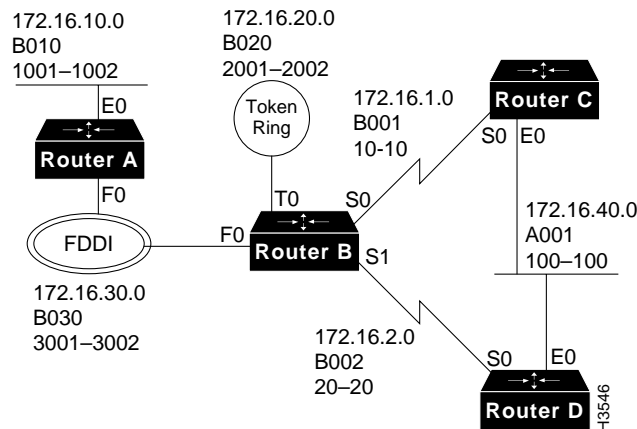 172.16.10.0
B010
1001–1002
E0
Router A
F0
FDDI
172.16.30.0
B030
3001–3002
172.16.20.0
B020
2001–2002
Token
Ring
T0
F0
S0
Router B
S1
172.16.1.0
B001
10-10
Router C
S0
E0
172.16.40.0
A001
100–100
172.16.2.0
B002
20–20
S0
E0
Router D
H3546